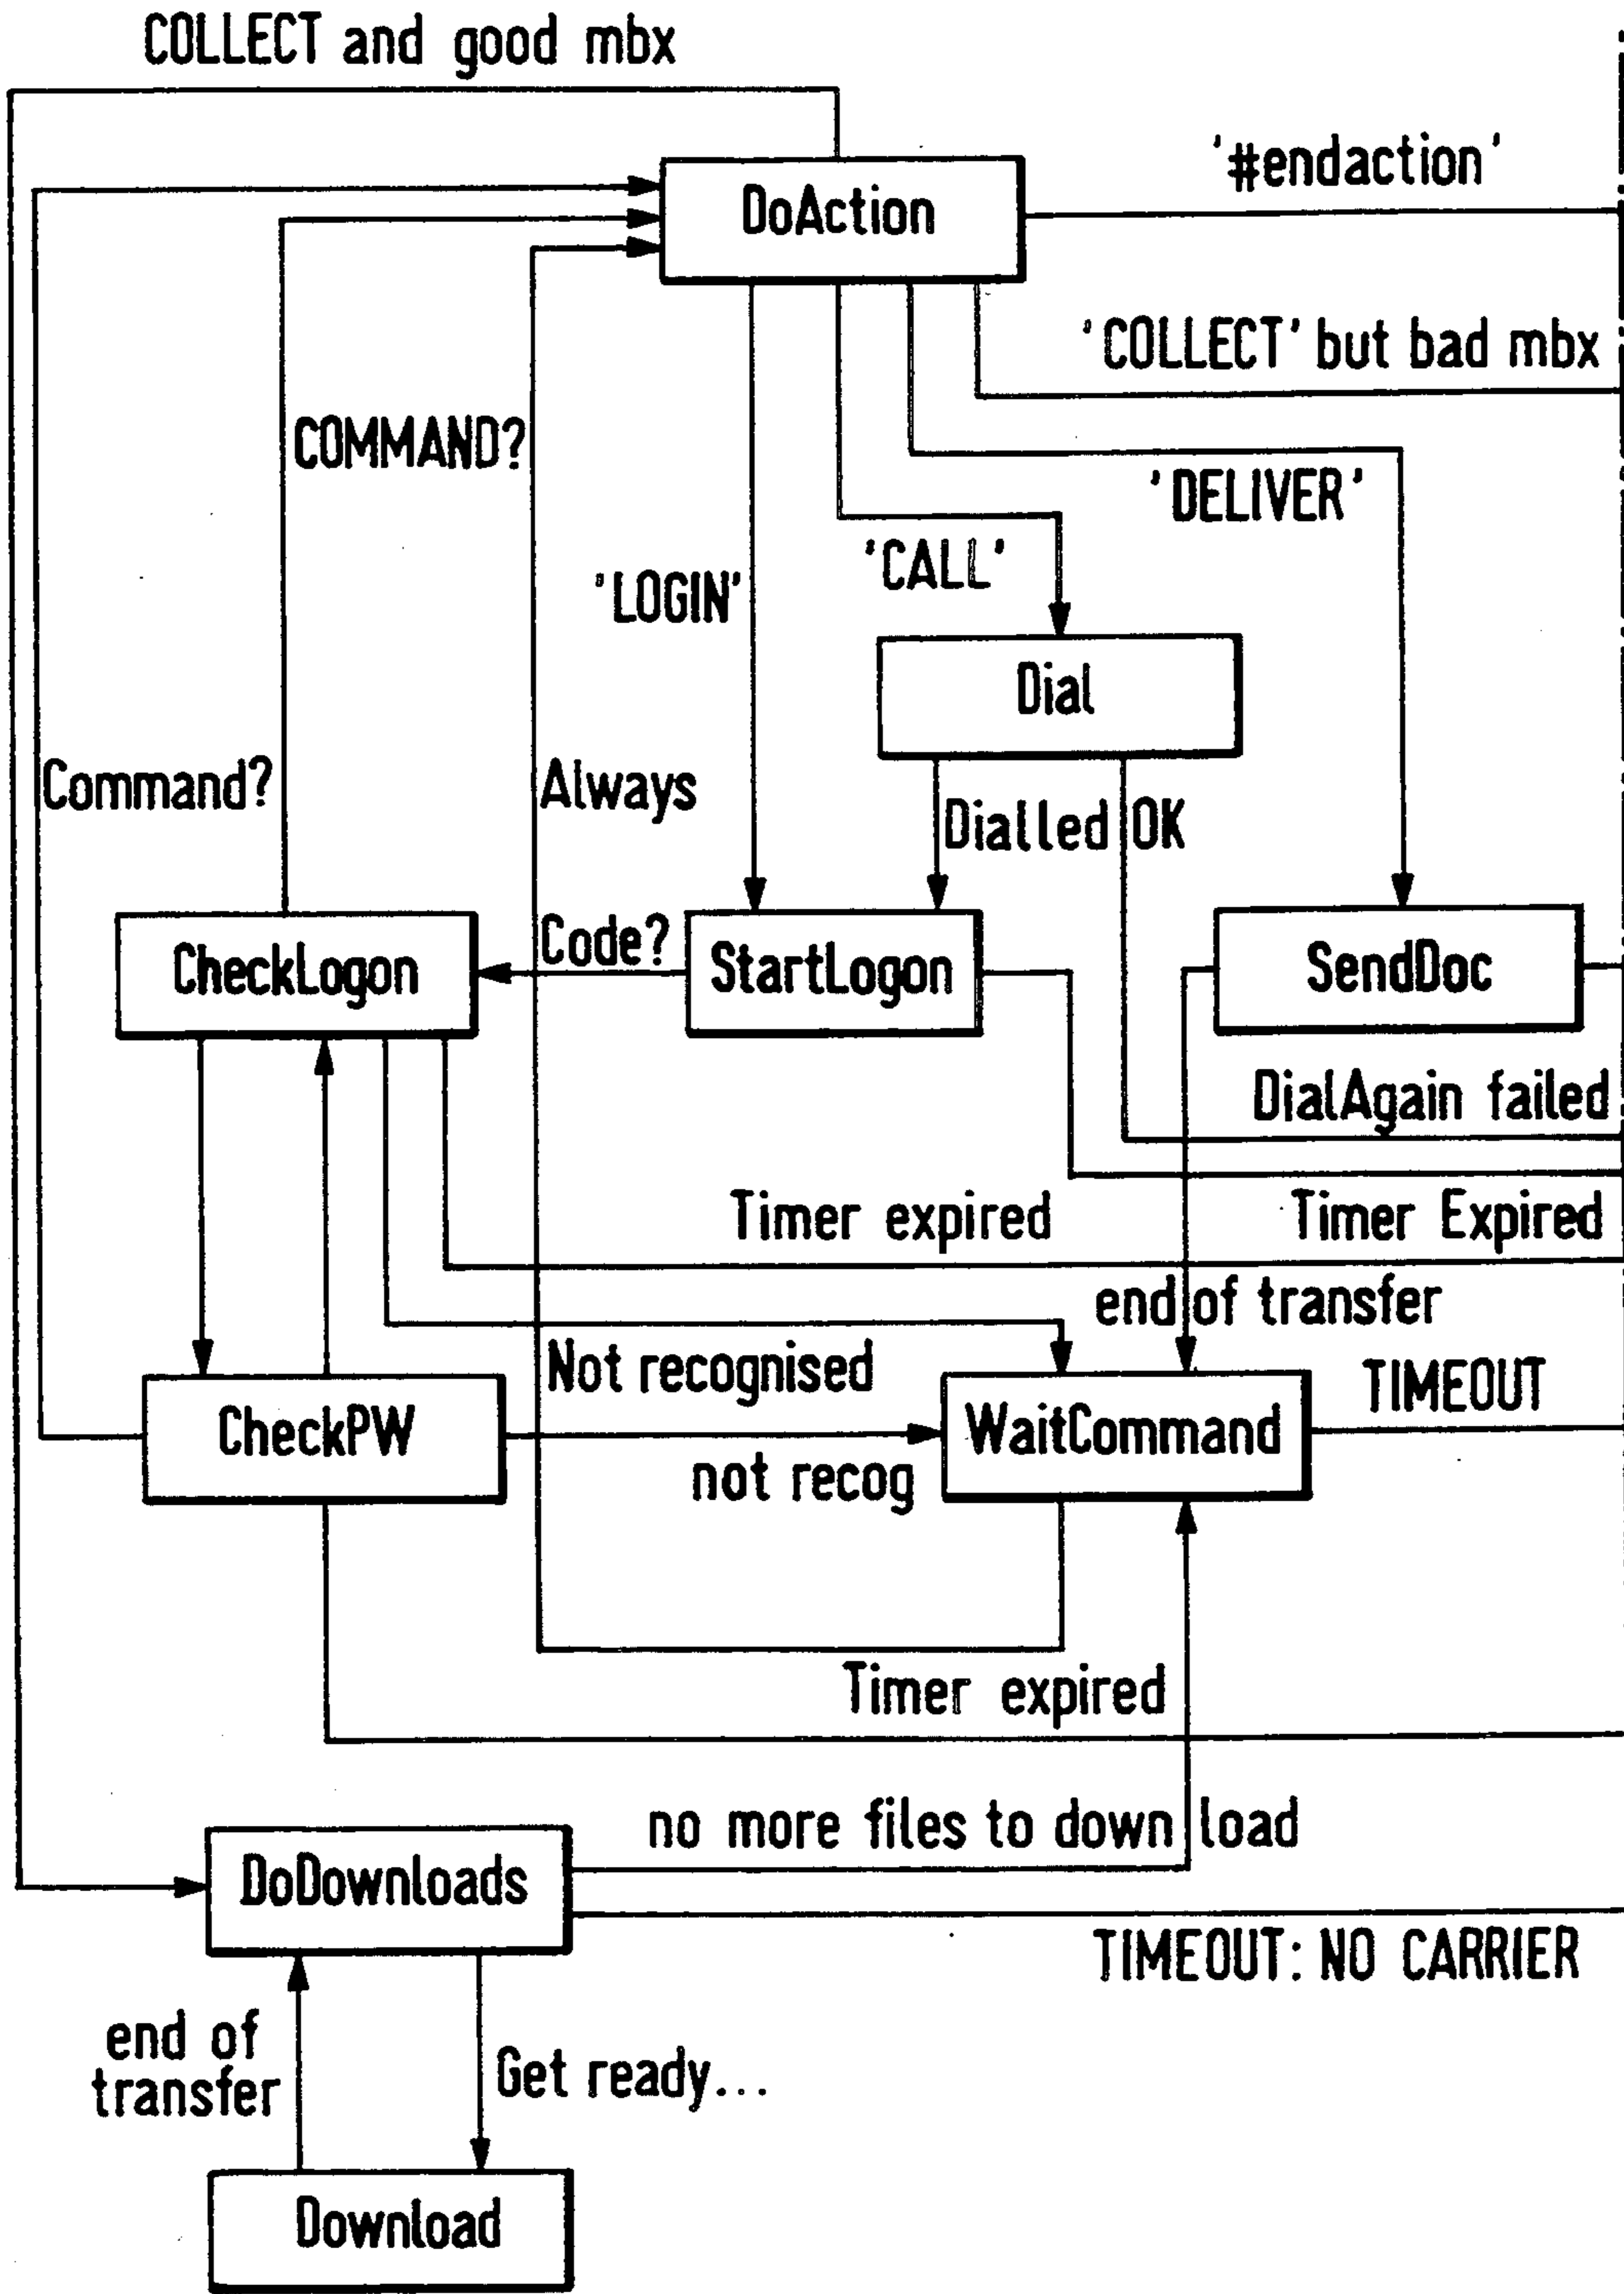 COLLECT and good mbx
'#endaction'
DoAction
'COLLECT' but bad mbx
COMMAND?
'DELIVER'
'CALL'
'LOGIN'
Dial
Command?
Always
Dialled OK
CheckLogon
Code?
StartLogon
SendDoc
DialAgain failed
Timer expired
Timer Expired
end of transfer
Not recognised
TIMEOUT
CheckPW
WaitCommand
not recog
Timer expired
no more files to down load
DoDownloads
TIMEOUT: NO CARRIER
end of
transfer
Get ready...
Download